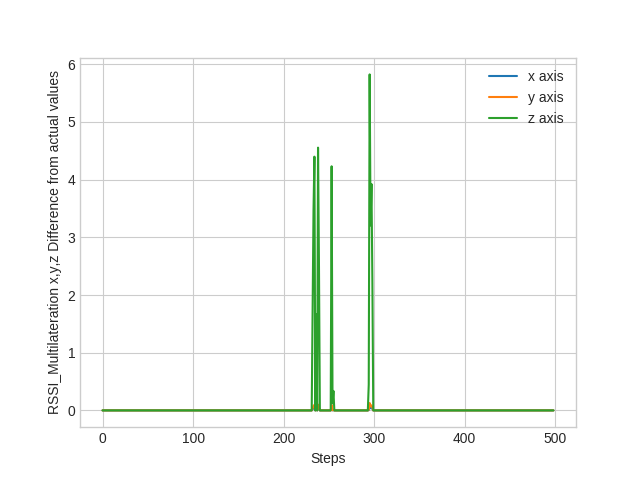 RSSI_Multilateration x,y,z Difference from actual values
6
5
4
3
2
1
0
x axis
y axis
z axis
0 100 200 300 400 500
Steps